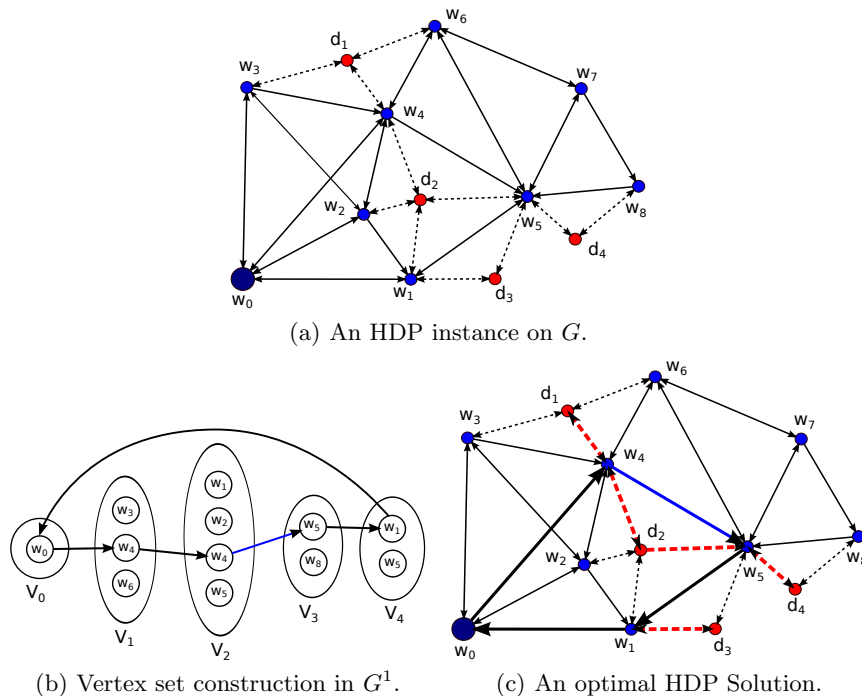 w₆
d₁
w₃
w₇
w₄
d₂
w₂
w₅
w₈
d₄
w₀
w₁
d₃
(a) An HDP instance on G.
w₀
V₀
w₃
w₄
w₆
V₁
w₁
w₂
w₄
w₅
V₂
w₅
w₈
V₃
w₁
w₅
V₄
(b) Vertex set construction in G¹.
w₆
d₁
w₃
w₇
w₄
d₂
w₂
w₅
d₄
w₀
w₁
d₃
(c) An optimal HDP Solution.